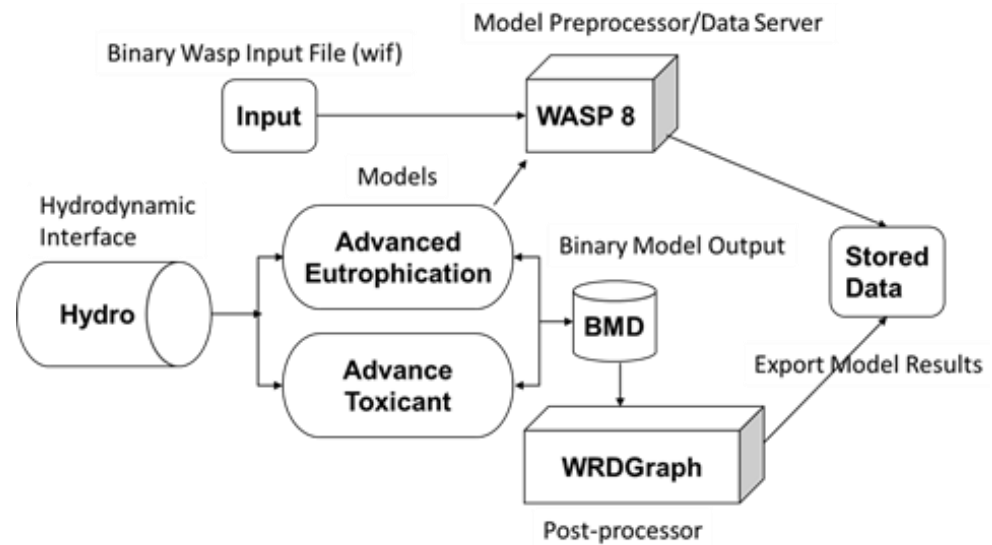 Model Preprocessor/Data Server
Binary Wasp Input File (wif)
Input
WASP 8
Models
Hydrodynamic
Interface
Advanced
Eutrophication
Binary Model Output
Stored
Data
Hydro
BMD
Advance
Toxicant
Export Model Results
WRDGraph
Post-processor